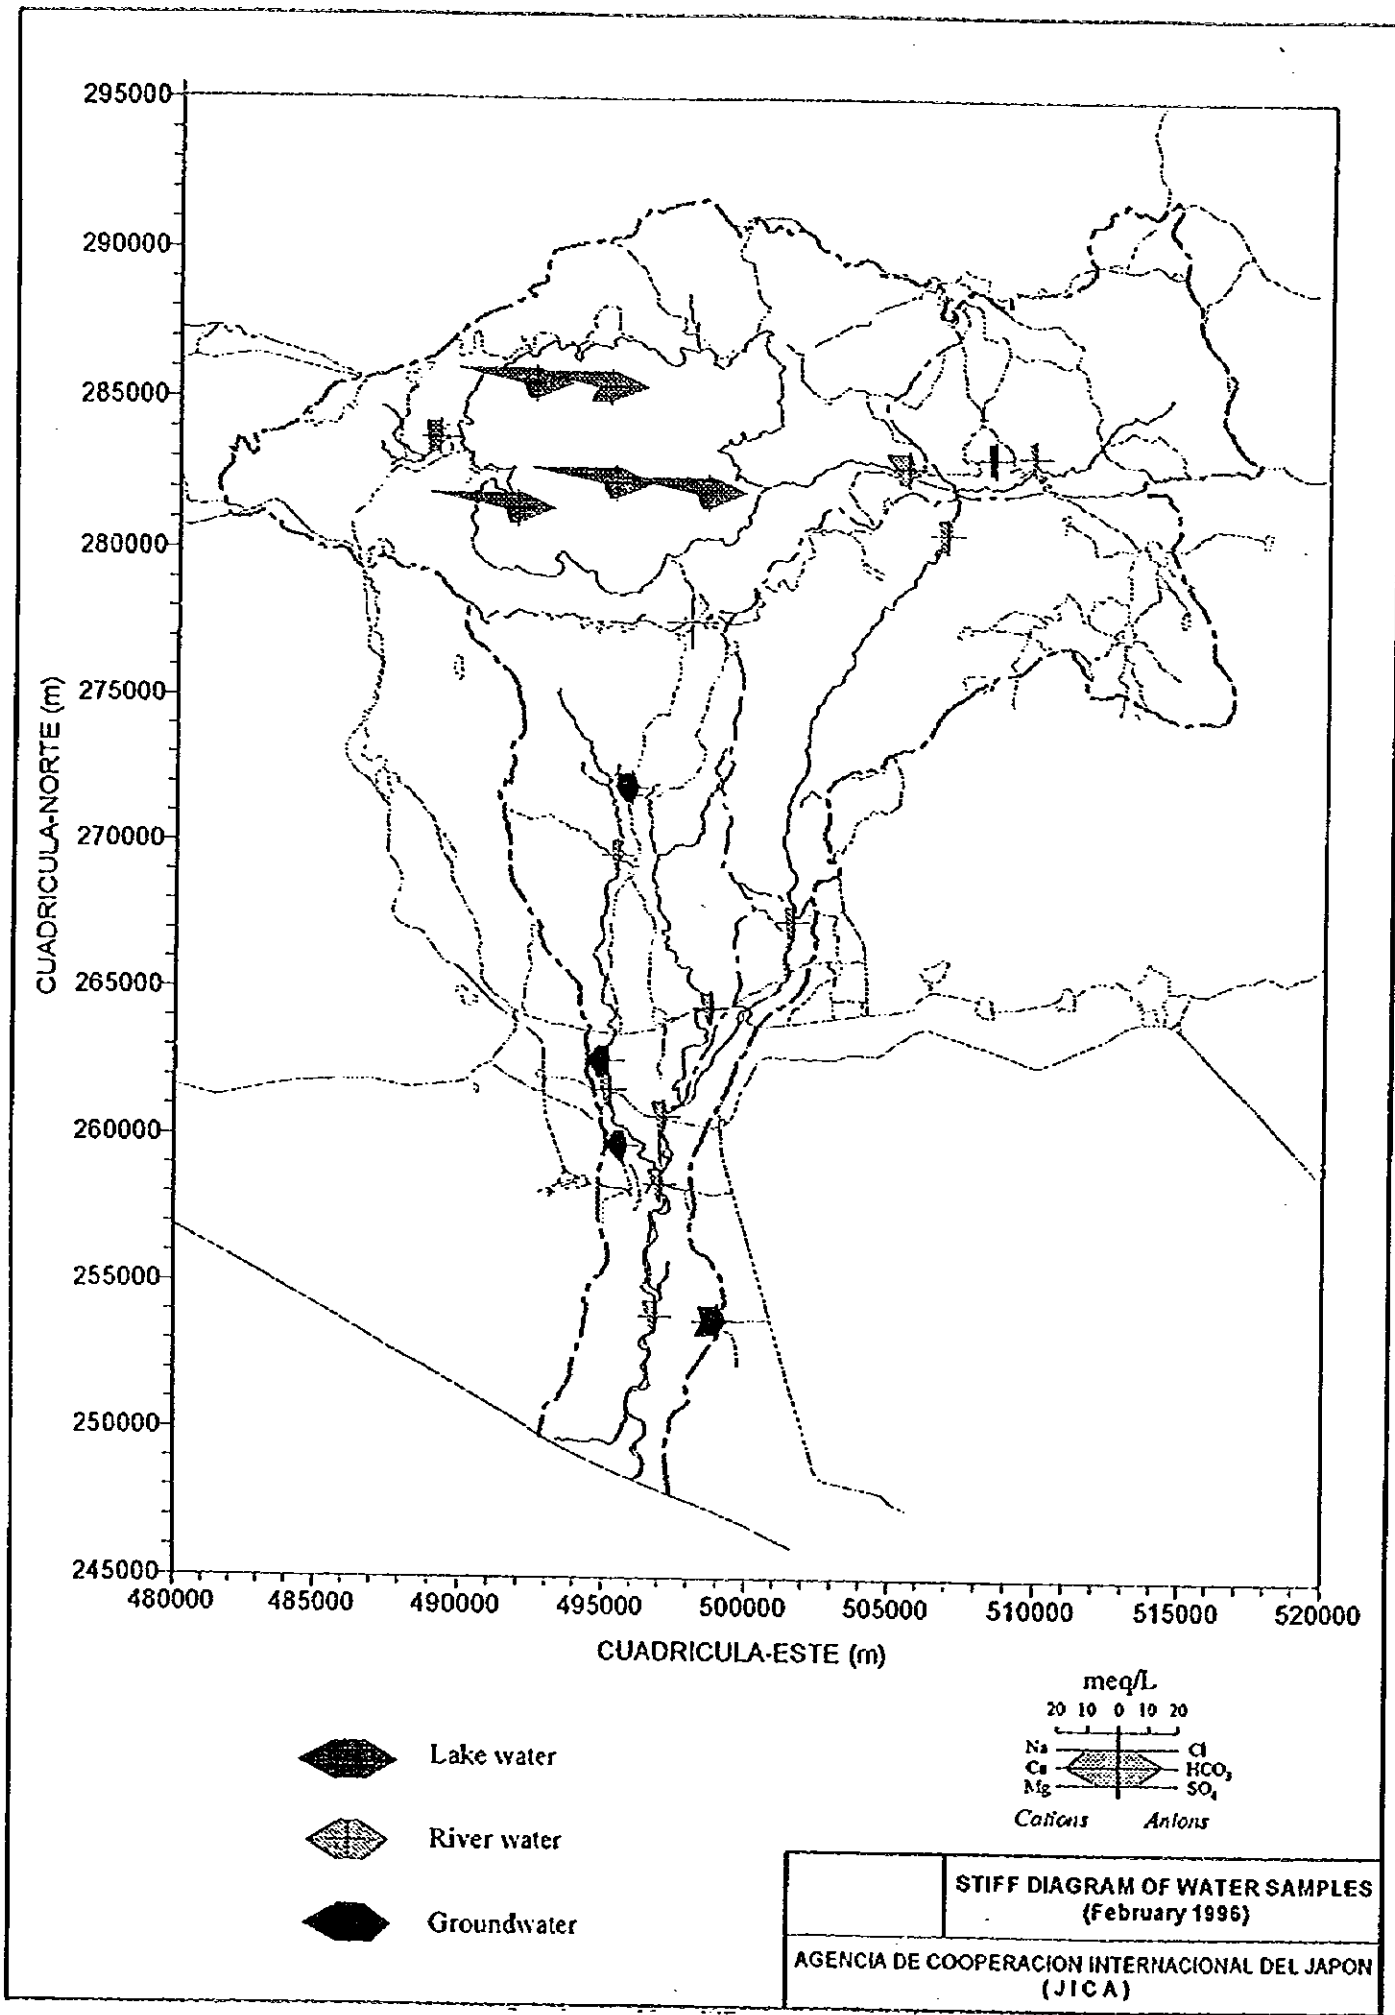 295000
290000
285000
280000
275000
270000
265000
260000
255000
250000
245000
CUADRICULA-NORTE (m)
480000 485000 490000 495000 500000 505000 510000 515000 520000
CUADRICULA-ESTE (m)
meq/L
20 10 0 10 20
Na Cl
Ca HCO₃
Mg SO₄
Cations Anions
Lake water
River water
Groundwater
STIFF DIAGRAM OF WATER SAMPLES
(February 1996)
AGENCIA DE COOPERACION INTERNACIONAL DEL JAPON
(JICA)